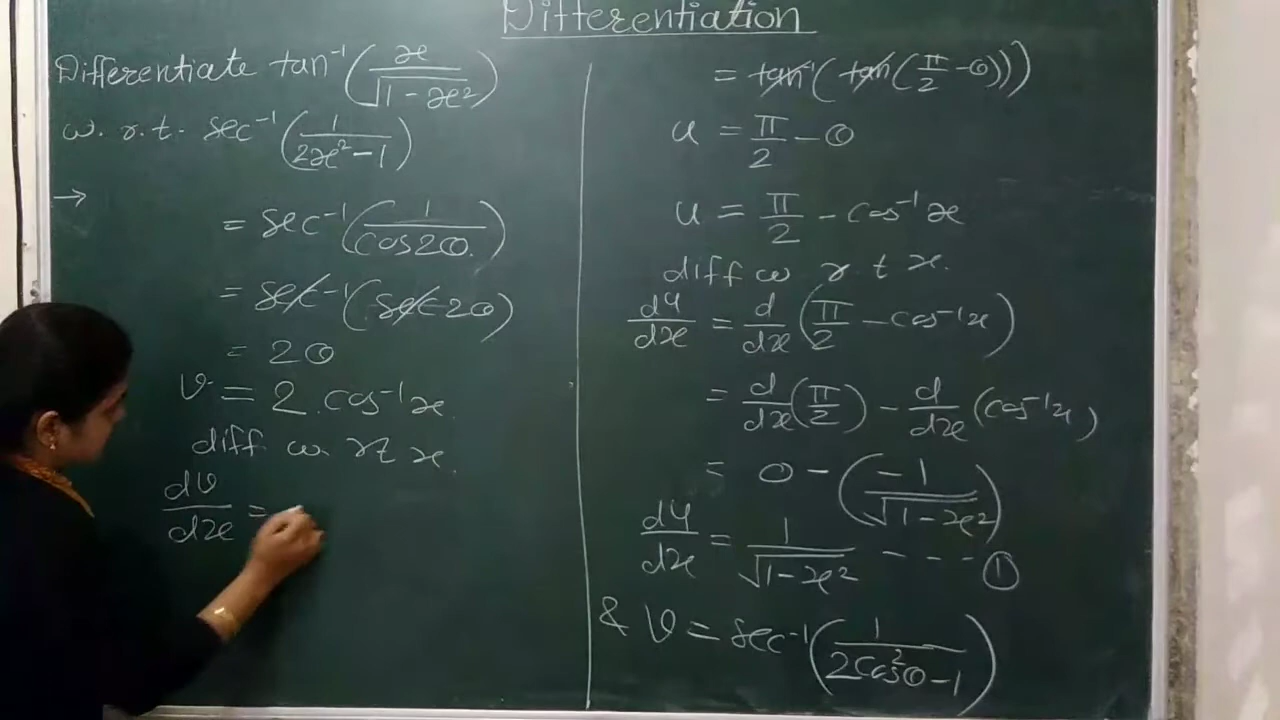 Differentiation
Differentiate tan⁻¹(x/√(1-x²))
w. r. t. sec⁻¹(1/(2x²-1))
→
= sec⁻¹(1/cos2θ.)
= sec⁻¹(sec2θ)
= 2θ
v = 2.cos⁻¹x.
diff w. rt x.
dv/dx =
= tan⁻¹(tan(π/2-θ)))
u = π/2 - θ
u = π/2 - cos⁻¹x
diff w r t x.
du/dx = d/dx(π/2 - cos⁻¹x)
= d/dx(π/2) - d/dx(cos⁻¹x)
= 0 - (-1/√(1-x²))
du/dx = 1/√(1-x²) - - - - ①
& v = sec⁻¹(1/(2cos²θ-1))